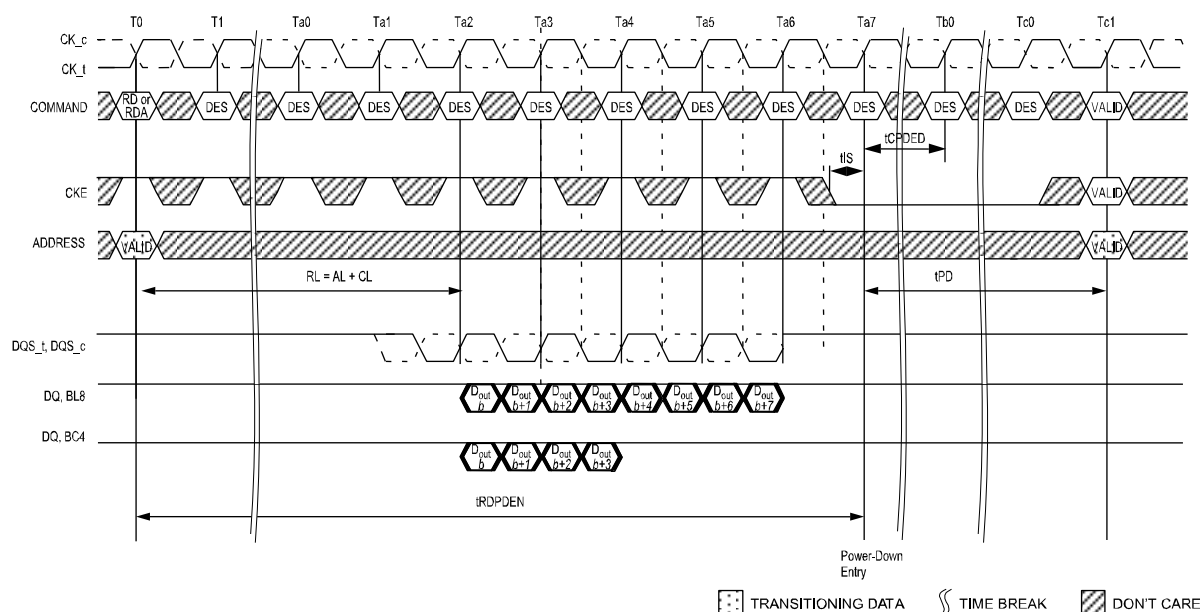 T0 T1 Ta0 Ta1 Ta2 Ta3 Ta4 Ta5 Ta6 Ta7 Tb0 Tc0 Tc1
CK_c
CK_t
COMMAND RD or RDA DES DES DES DES DES DES DES DES DES DES DES VALID
tCPDED
tIS
CKE VALID
ADDRESS VALID VALID
RL = AL + CL tPD
DQS_t, DQS_c
DQ, BL8 Dout b Dout b+1 Dout b+2 Dout b+3 Dout b+4 Dout b+5 Dout b+6 Dout b+7
DQ, BC4 Dout b Dout b+1 Dout b+2 Dout b+3
tRDPDEN
Power-Down
Entry
TRANSITIONING DATA TIME BREAK DON'T CARE